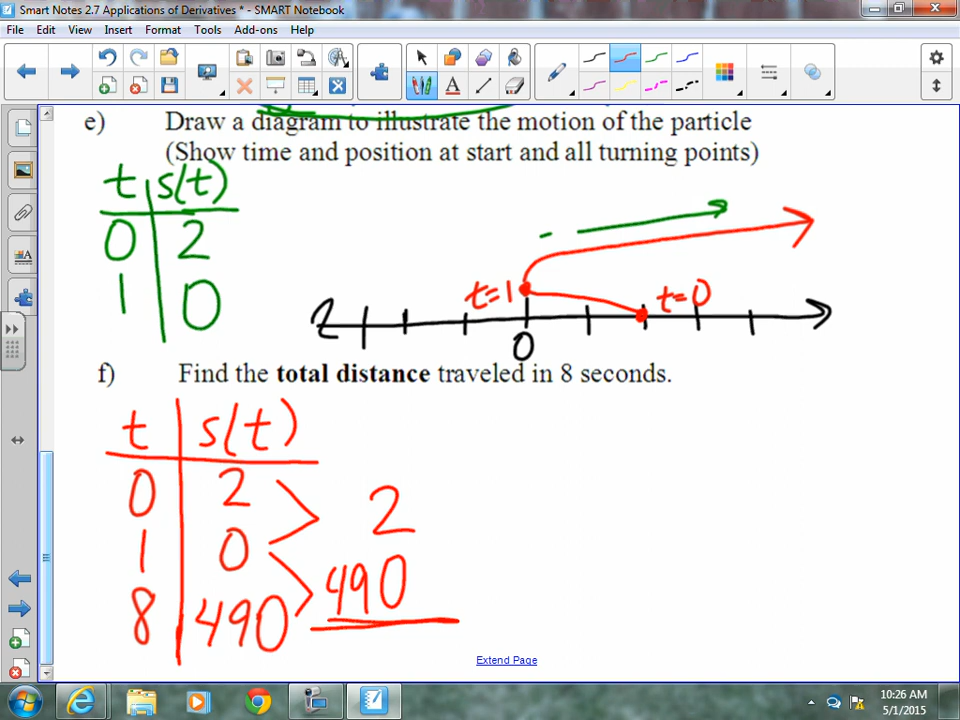 Smart Notes 2.7 Applications of Derivatives * - SMART Notebook
File Edit View Insert Format Tools Add-ons Help
e) Draw a diagram to illustrate the motion of the particle
(Show time and position at start and all turning points)
t s(t)
0 2
1 0
t=1 t=0
0
f) Find the total distance traveled in 8 seconds.
t s(t)
0 2
2
1 0
490
8 490
Extend Page
10:26 AM
5/1/2015